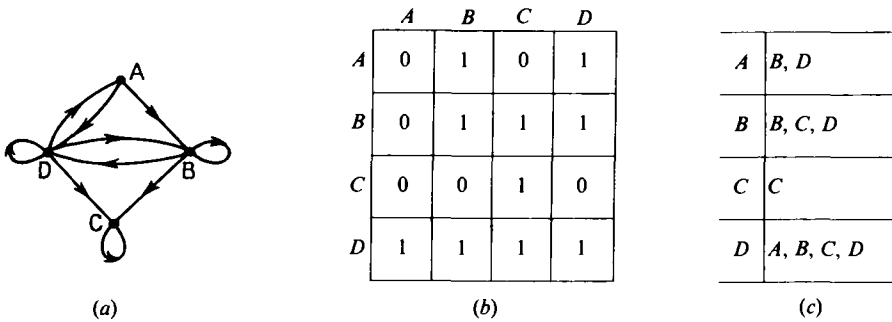 A
D
B
C
(a)
A B C D
A 0 1 0 1
B 0 1 1 1
C 0 0 1 0
D 1 1 1 1
(b)
A B, D
B B, C, D
C C
D A, B, C, D
(c)